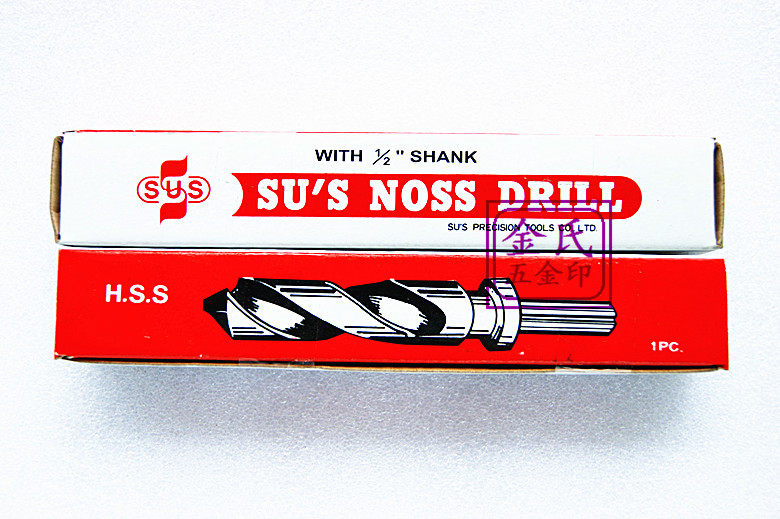 WITH 1/2" SHANK
SUS
SU'S NOSS DRILL
SU'S PRECISION TOOLS CO., LTD.
金氏
五金印
H.S.S
1PC.